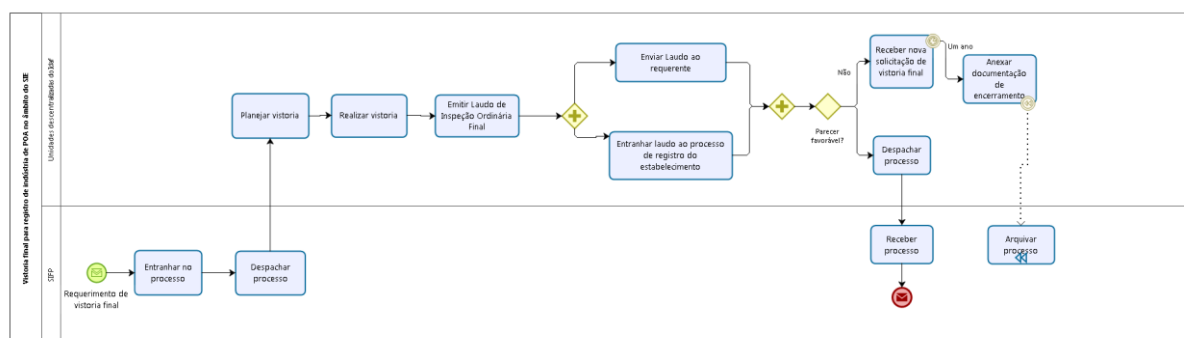 Vistoria final para registro de indústria de POA no âmbito do SIE
Unidades descentralizadas do
Planejar vistoria
Realizar vistoria
Emitir Laudo de
Inspeção Ordinária
Final
Enviar Laudo ao
requerente
Entranhar laudo ao processo
de registro do
estabelecimento
Parecer
favorável?
Não
Receber nova
solicitação de
vistoria final
Um ano
Anexar
documentação
de
encerramento
Despachar
processo
Requerimento de
vistoria final
Entranhar no
processo
Despachar
processo
Receber
processo
Arquivar
processo